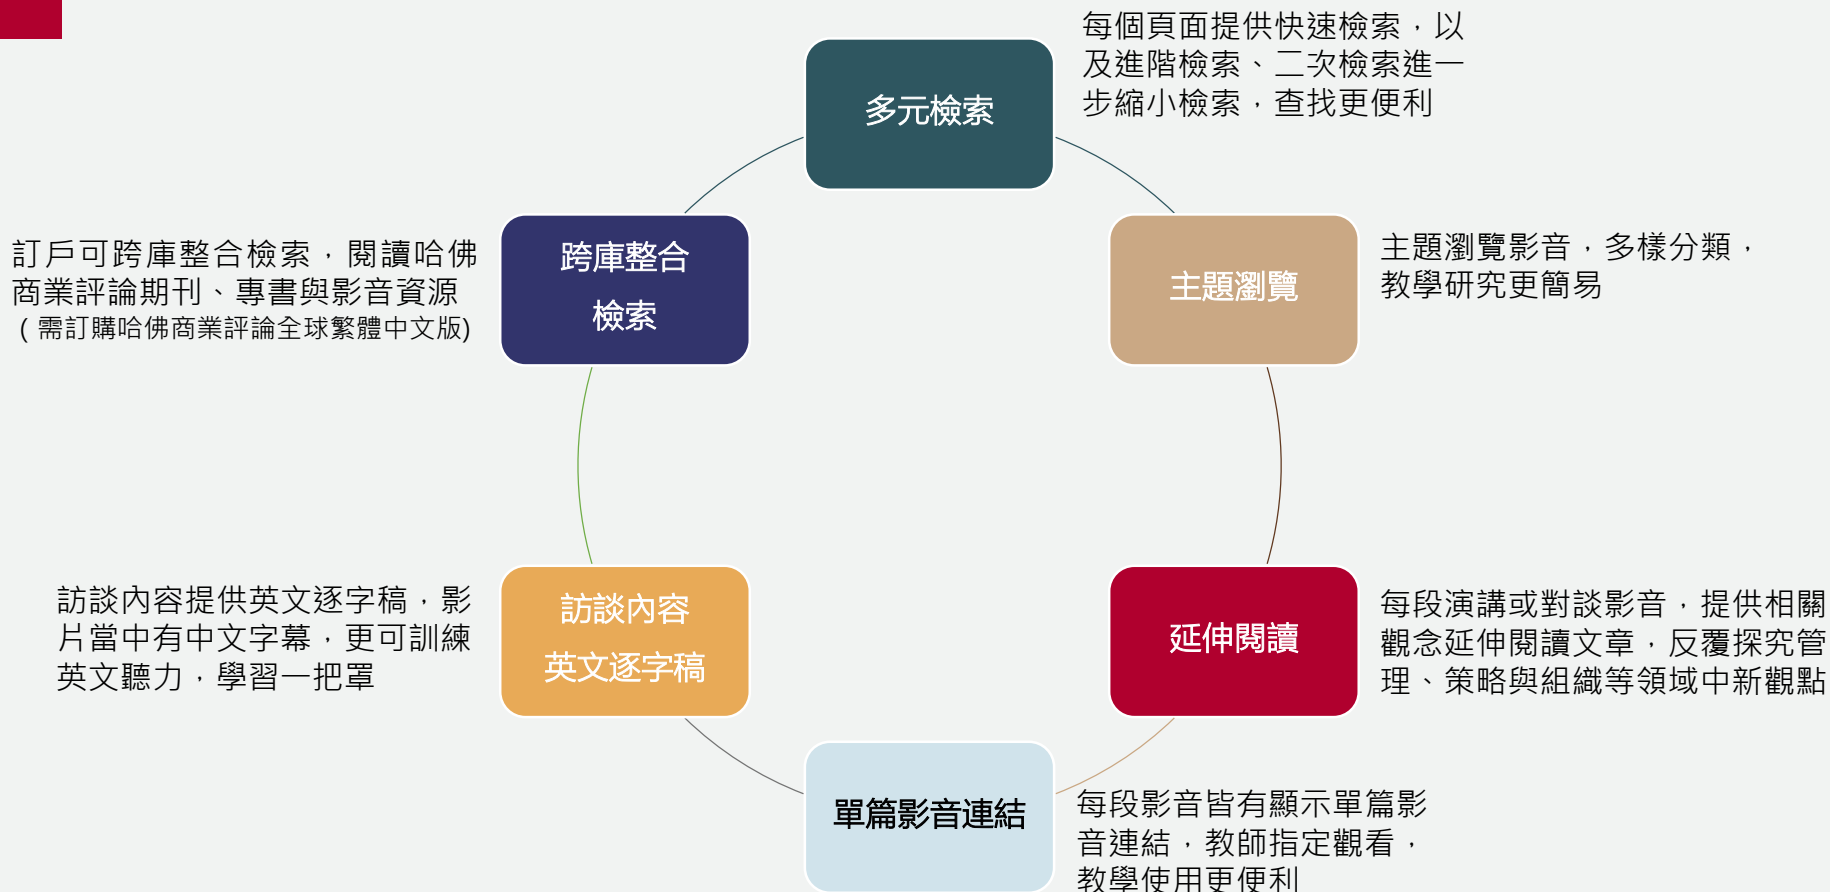 多元檢索
每個頁面提供快速檢索，以
及進階檢索、二次檢索進一
步縮小檢索，查找更便利
主題瀏覽
主題瀏覽影音，多樣分類，
教學研究更簡易
延伸閱讀
每段演講或對談影音，提供相關
觀念延伸閱讀文章，反覆探究管
理、策略與組織等領域中新觀點
單篇影音連結
每段影音皆有顯示單篇影
音連結，教師指定觀看，
教學使用更便利
訪談內容
英文逐字稿
訪談內容提供英文逐字稿，影
片當中有中文字幕，更可訓練
英文聽力，學習一把罩
跨庫整合
檢索
訂戶可跨庫整合檢索，閱讀哈佛
商業評論期刊、專書與影音資源
(需訂購哈佛商業評論全球繁體中文版)